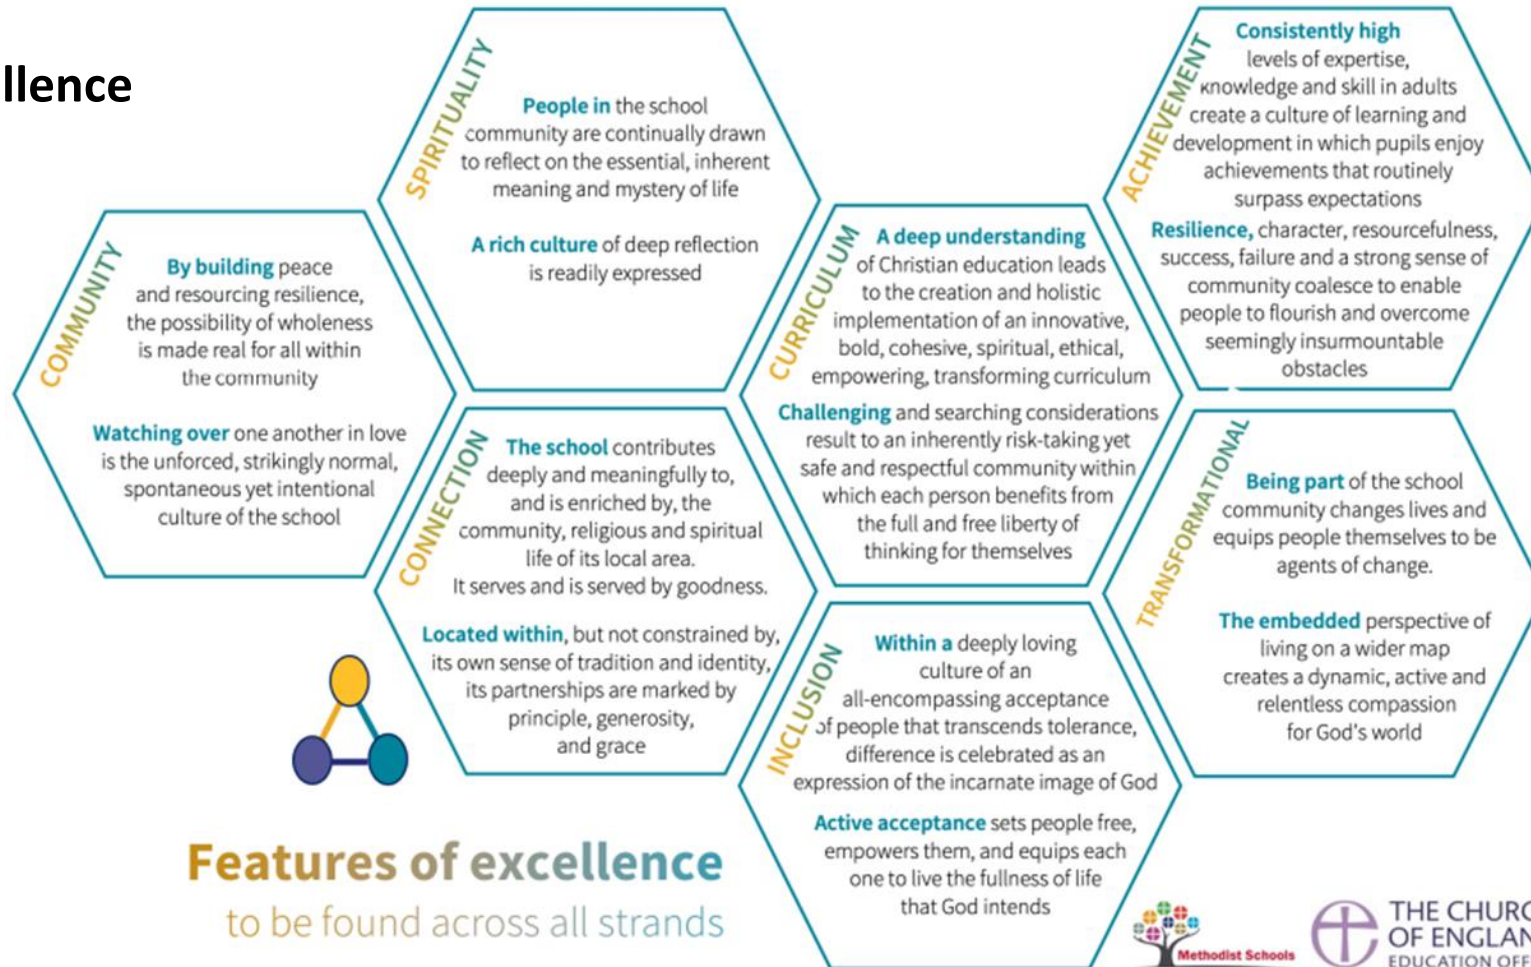 llence
SPIRITUALITY
People in the school
community are continually drawn
to reflect on the essential, inherent
meaning and mystery of life
A rich culture of deep reflection
is readily expressed
ACHIEVEMENT
Consistently high
levels of expertise,
knowledge and skill in adults
create a culture of learning and
development in which pupils enjoy
achievements that routinely
surpass expectations
Resilience, character, resourcefulness,
success, failure and a strong sense of
community coalesce to enable
people to flourish and overcome
seemingly insurmountable
obstacles
COMMUNITY
By building peace
and resourcing resilience,
the possibility of wholeness
is made real for all within
the community
Watching over one another in love
is the unforced, strikingly normal,
spontaneous yet intentional
culture of the school
CURRICULUM
A deep understanding
of Christian education leads
to the creation and holistic
implementation of an innovative,
bold, cohesive, spiritual, ethical,
empowering, transforming curriculum
Challenging and searching considerations
result to an inherently risk-taking yet
safe and respectful community within
which each person benefits from
the full and free liberty of
thinking for themselves
CONNECTION
The school contributes
deeply and meaningfully to,
and is enriched by, the
community, religious and spiritual
life of its local area.
It serves and is served by goodness.
Located within, but not constrained by,
its own sense of tradition and identity,
its partnerships are marked by
principle, generosity,
and grace
TRANSFORMATIONAL
Being part of the school
community changes lives and
equips people themselves to be
agents of change.
The embedded perspective of
living on a wider map
creates a dynamic, active and
relentless compassion
for God's world
INCLUSION
Within a deeply loving
culture of an
all-encompassing acceptance
of people that transcends tolerance,
difference is celebrated as an
expression of the incarnate image of God
Active acceptance sets people free,
empowers them, and equips each
one to live the fullness of life
that God intends
Features of excellence
to be found across all strands
Methodist Schools
THE CHURC
OF ENGLAN
EDUCATION OFF